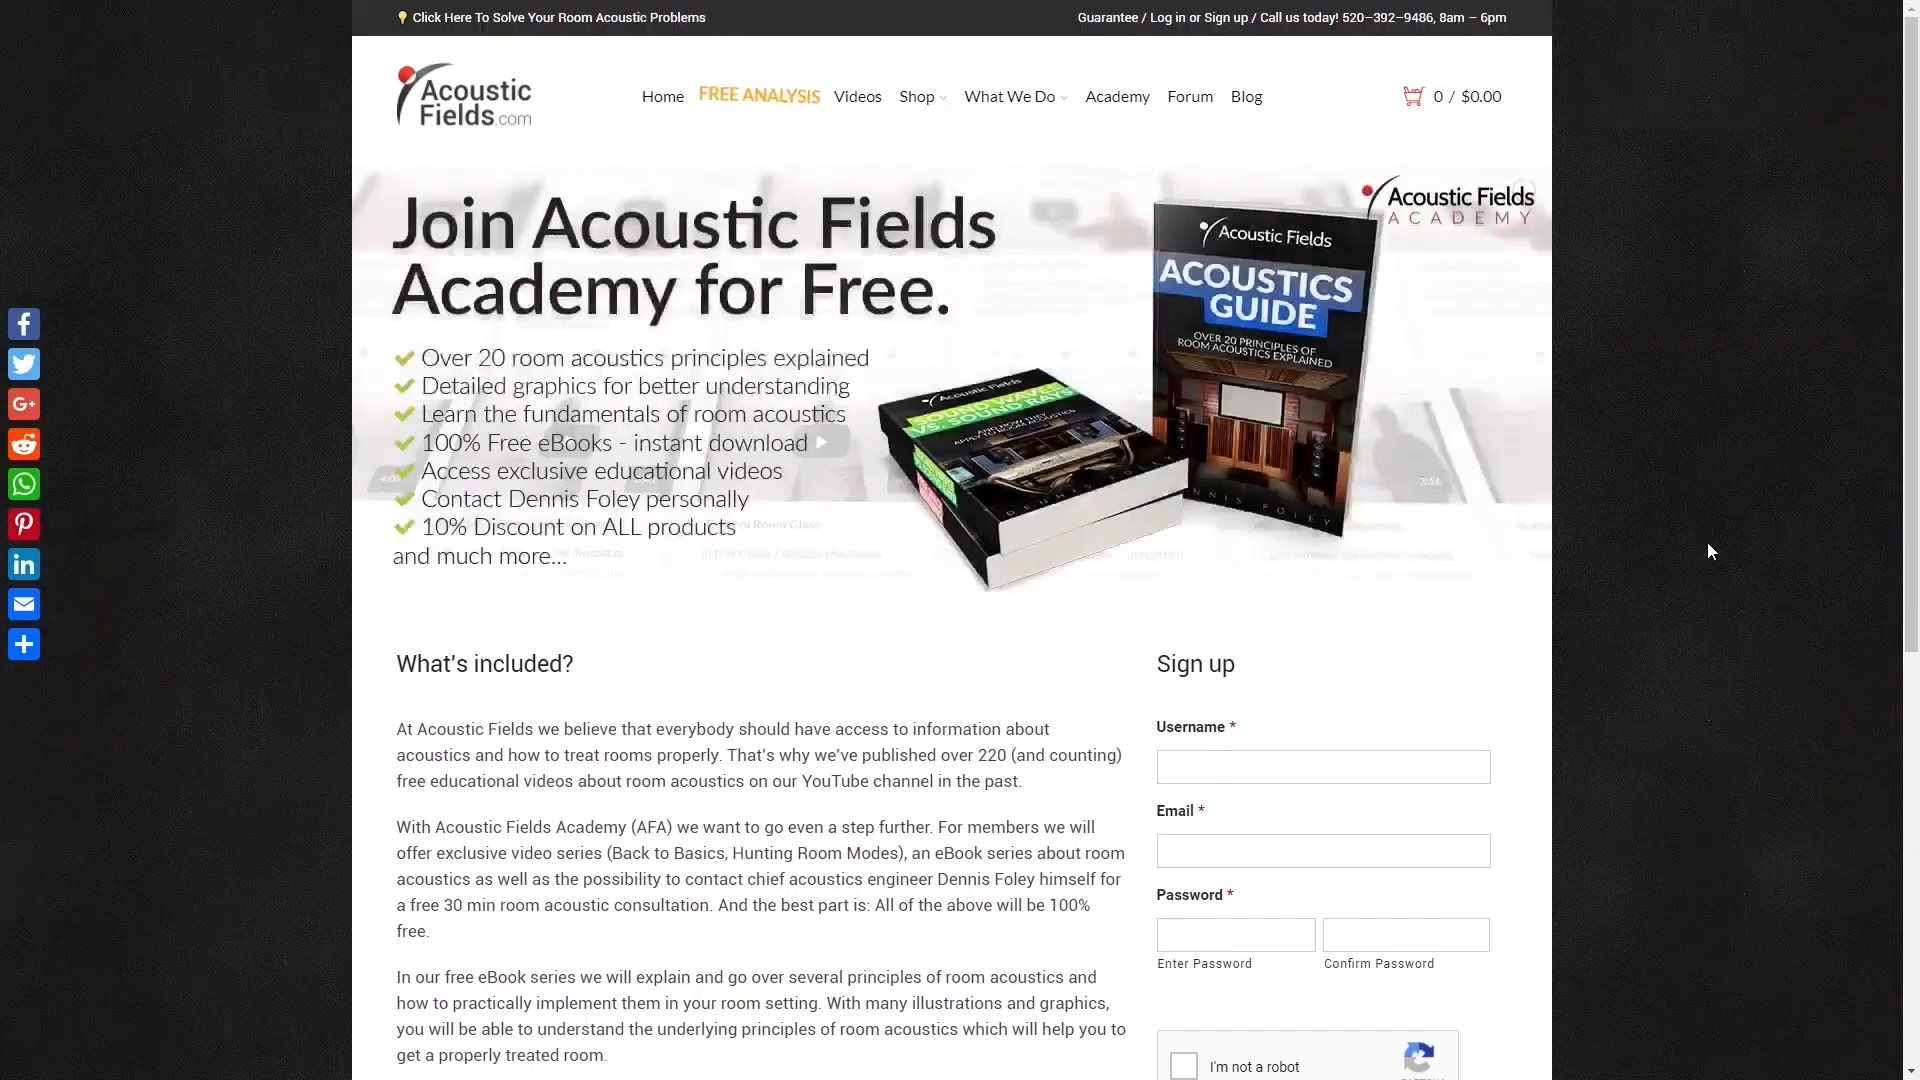 Click Here To Solve Your Room Acoustic Problems
Guarantee / Log in or Sign up / Call us today! 520–392–9486, 8am – 6pm
Acoustic
Fields.com
Home FREE ANALYSIS Videos Shop What We Do Academy Forum Blog
0 / $0.00
Join Acoustic Fields
Academy for Free.
Over 20 room acoustics principles explained
Detailed graphics for better understanding
Learn the fundamentals of room acoustics
100% Free eBooks - instant download
Access exclusive educational videos
Contact Dennis Foley personally
10% Discount on ALL products
and much more...
Acoustic Fields
ACADEMY
Acoustic Fields
ACOUSTICS
GUIDE
OVER 20 PRINCIPLES OF
ROOM ACOUSTICS EXPLAINED
Acoustic Fields
SOUND WAVES
VS. SOUND RAYS
AND HOW THEY
APPLY TO ROOM ACOUSTICS
What's included?
At Acoustic Fields we believe that everybody should have access to information about
acoustics and how to treat rooms properly. That's why we've published over 220 (and counting)
free educational videos about room acoustics on our YouTube channel in the past.
With Acoustic Fields Academy (AFA) we want to go even a step further. For members we will
offer exclusive video series (Back to Basics, Hunting Room Modes), an eBook series about room
acoustics as well as the possibility to contact chief acoustics engineer Dennis Foley himself for
a free 30 min room acoustic consultation. And the best part is: All of the above will be 100%
free.
In our free eBook series we will explain and go over several principles of room acoustics and
how to practically implement them in your room setting. With many illustrations and graphics,
you will be able to understand the underlying principles of room acoustics which will help you to
get a properly treated room.
Sign up
Username *
Email *
Password *
Enter Password
Confirm Password
I'm not a robot